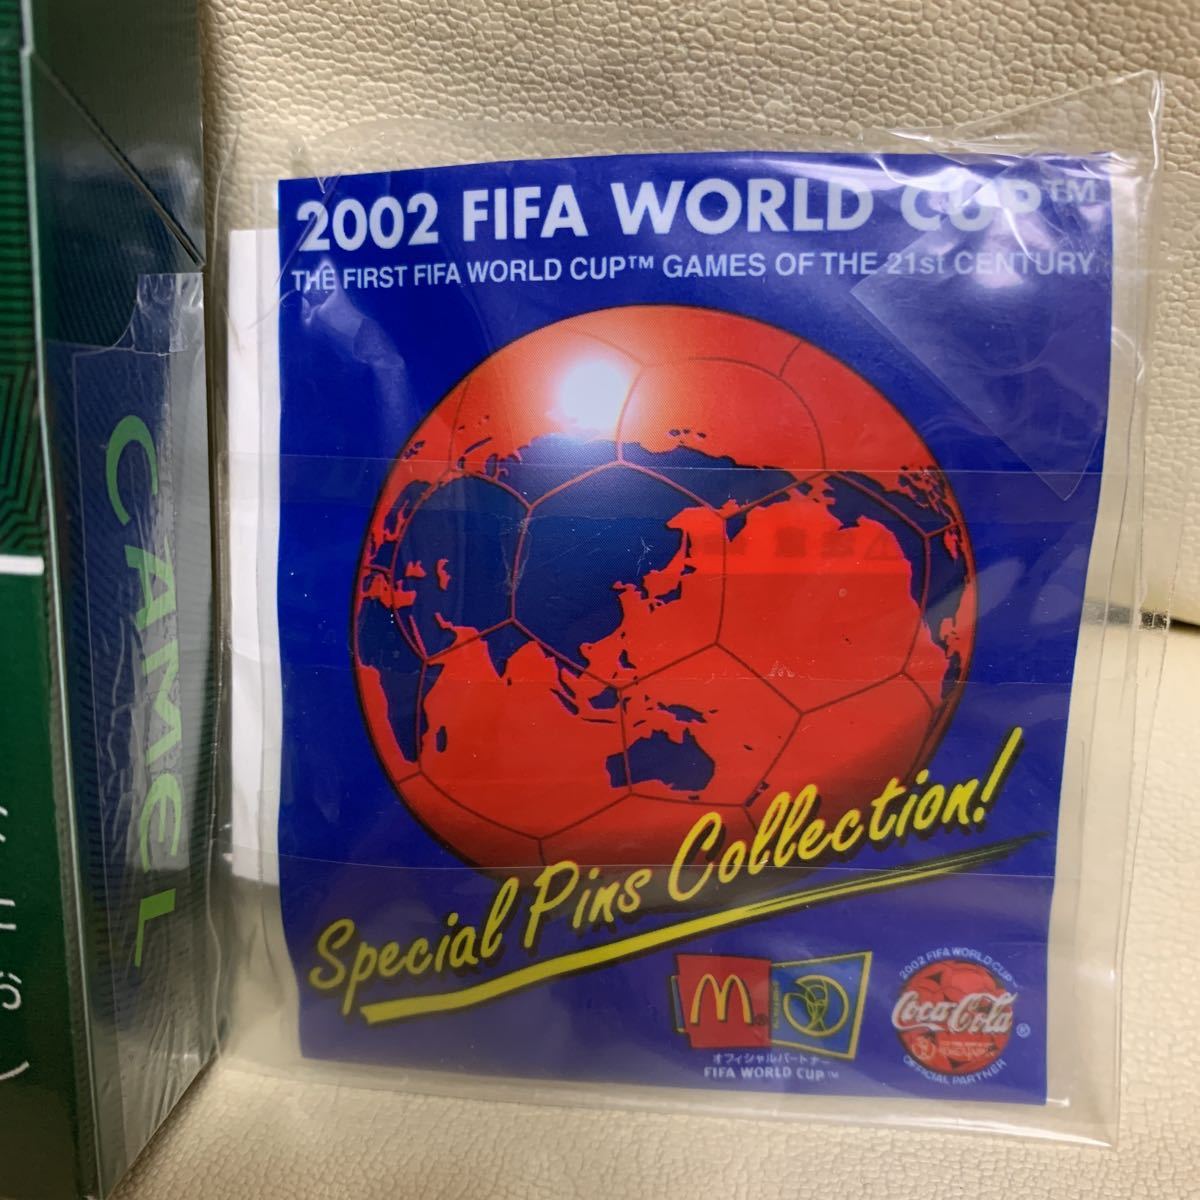 2002 FIFA WORLD CUP™
THE FIRST FIFA WORLD CUP™ GAMES OF THE 21st CENTURY
Special Pins Collection!
M®
オフィシャルパートナー
FIFA WORLD CUP™
2002 FIFA WORLD CUP™
Coca-Cola®
OFFICIAL PARTNER
CAMEL